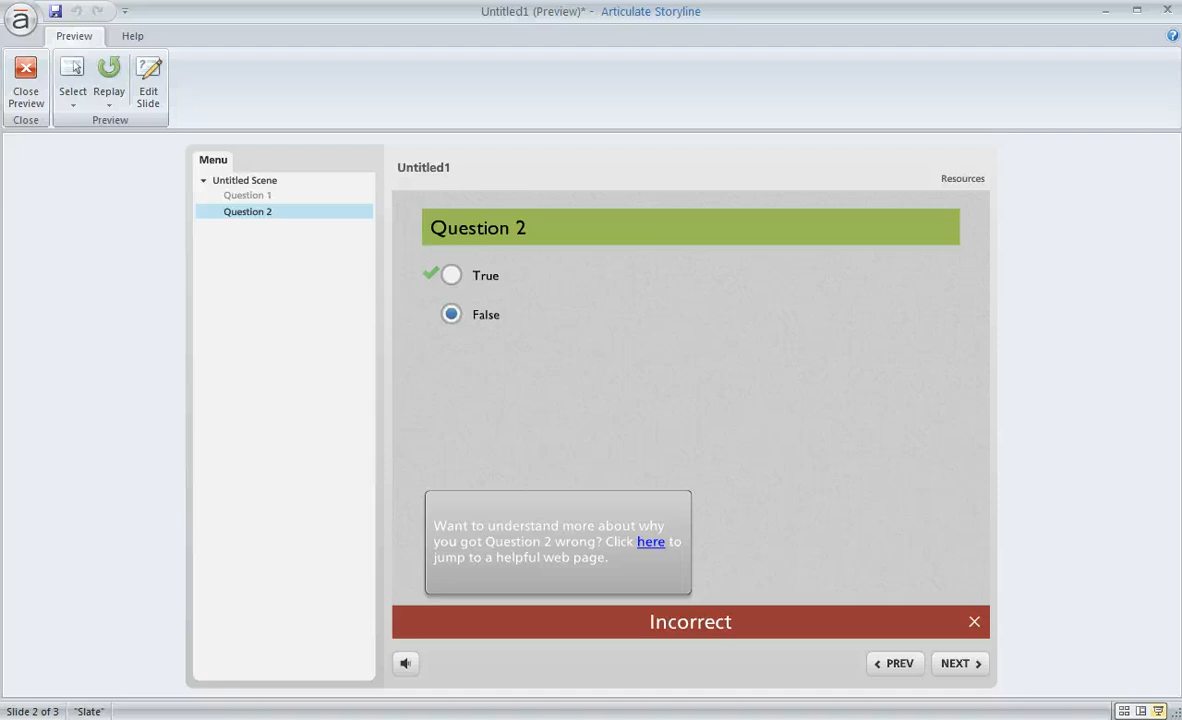 Untitled1 (Preview)* - Articulate Storyline
Preview
Help
Close Preview
Select
Replay
Edit Slide
Close
Preview
Menu
Untitled Scene
Question 1
Question 2
Untitled1
Resources
Question 2
True
False
Want to understand more about why
you got Question 2 wrong? Click here to
jump to a helpful web page.
Incorrect
PREV
NEXT
Slide 2 of 3
"Slate"